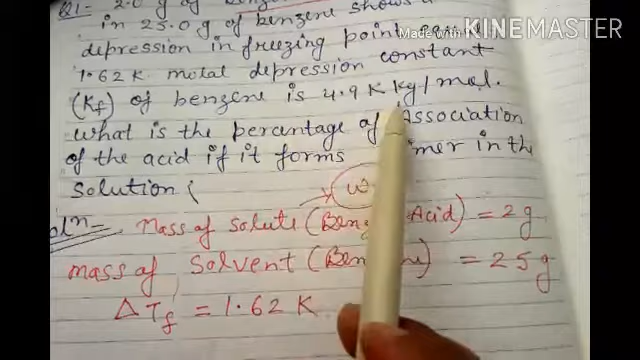 Made with KINEMASTER
Q1- 2.0 g of
in 25.0 g of benzene shows a
depression in freezing point
1.62 K molal depression constant
(Kf) of benzene is 4.9 K kg/mol.
what is the percentage of Association
of the acid if it forms in the
solution (
soln mass of solute (Acid) = 2g
mass of solvent () = 25g
ΔTf = 1.62 K